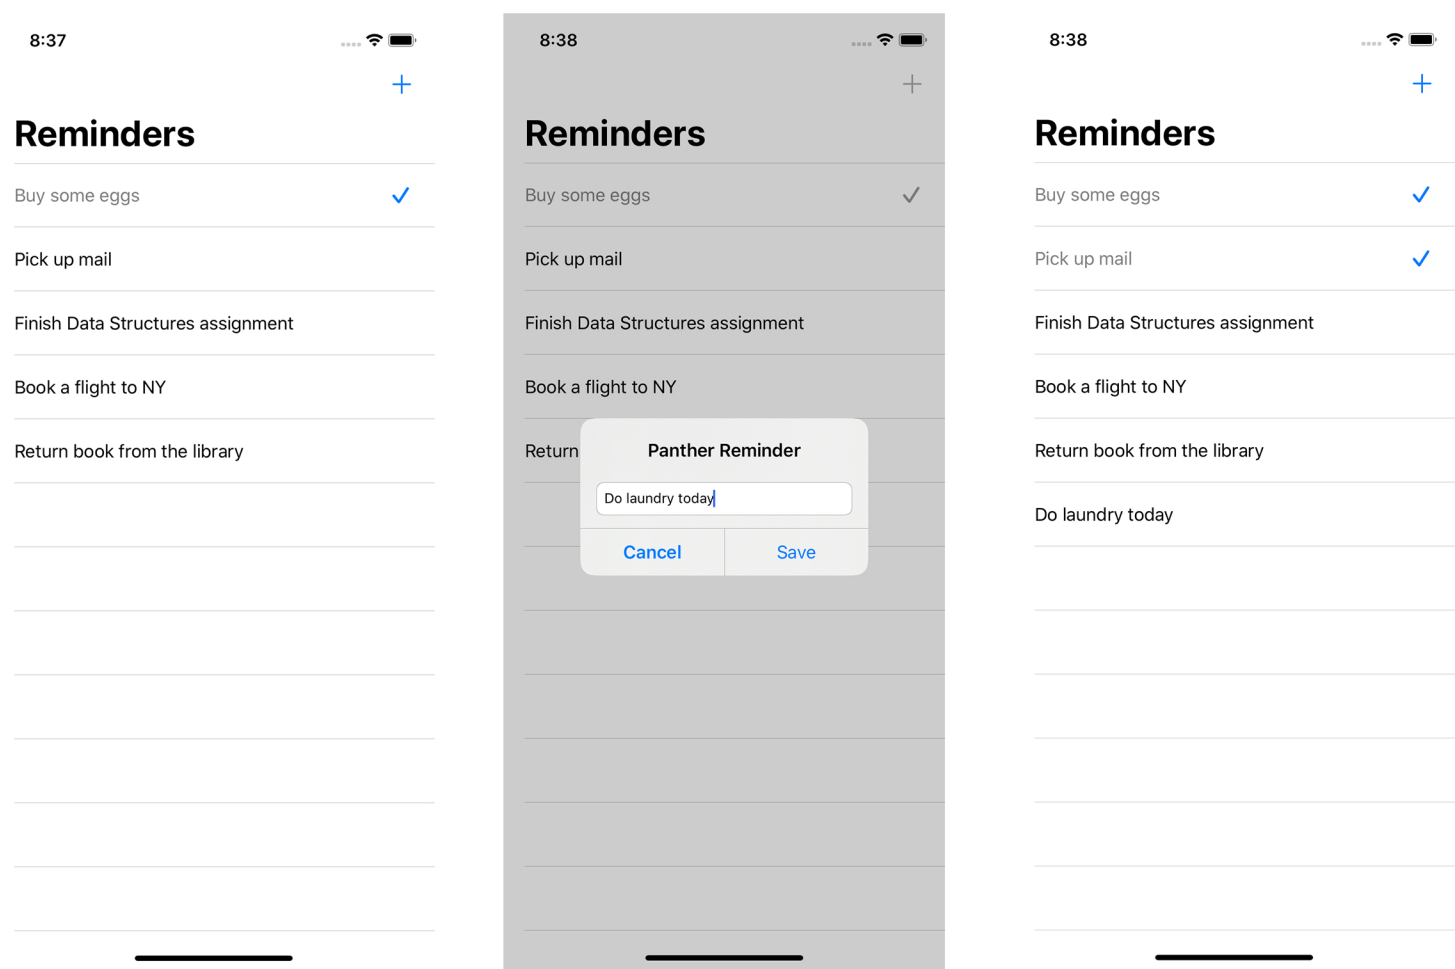 8:37
Reminders
Buy some eggs
Pick up mail
Finish Data Structures assignment
Book a flight to NY
Return book from the library
8:38
Reminders
Buy some eggs
Pick up mail
Finish Data Structures assignment
Book a flight to NY
Return
Panther Reminder
Do laundry today
Cancel Save
8:38
Reminders
Buy some eggs
Pick up mail
Finish Data Structures assignment
Book a flight to NY
Return book from the library
Do laundry today